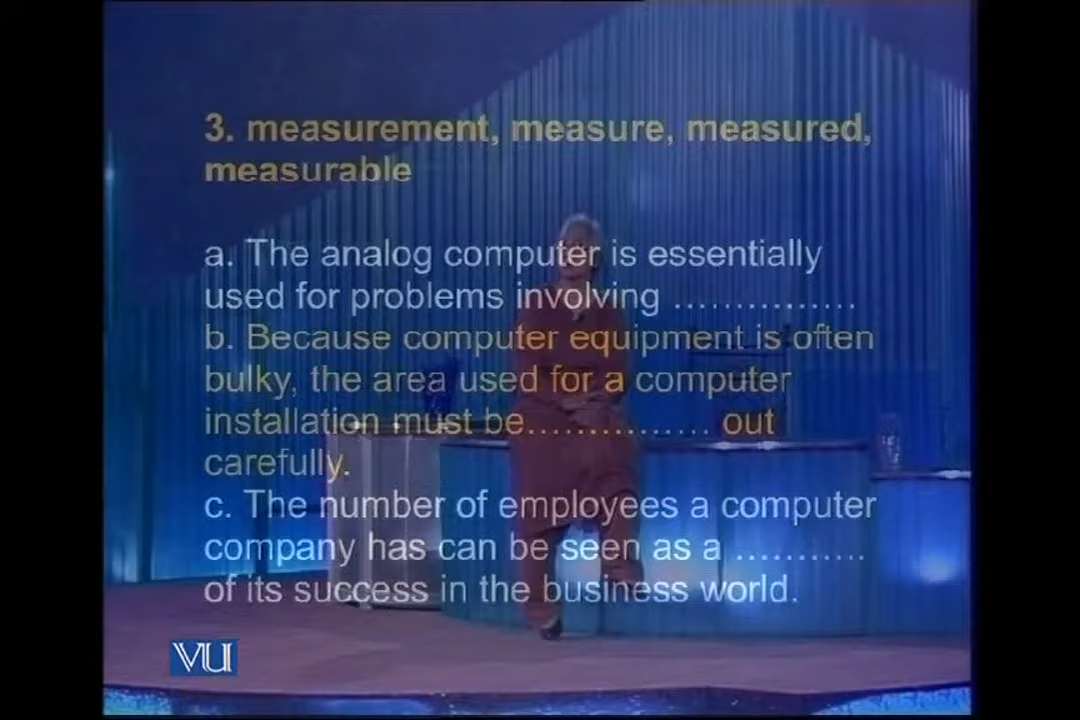 3. measurement, measure, measured,
measurable
a. The analog computer is essentially
used for problems involving ……………
b. Because computer equipment is often
bulky, the area used for a computer
installation must be…………… out
carefully.
c. The number of employees a computer
company has can be seen as a ………..
of its success in the business world.
VU